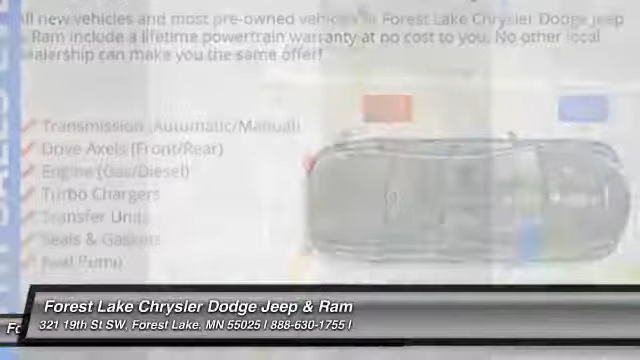 All new vehicles and most pre-owned vehicles at Forest Lake Chrysler Dodge Jeep
Ram include a lifetime powertrain warranty at no cost to you. No other local
dealership can make you the same offer!
Transmission (Automatic/Manual)
Drive Axels (Front/Rear)
Engine (Gas/Diesel)
Turbo Chargers
Transfer Units
Seals & Gaskets
Fuel Pump
Forest Lake Chrysler Dodge Jeep & Ram
321 19th St SW, Forest Lake, MN 55025 | 888-630-1755 |
Fo